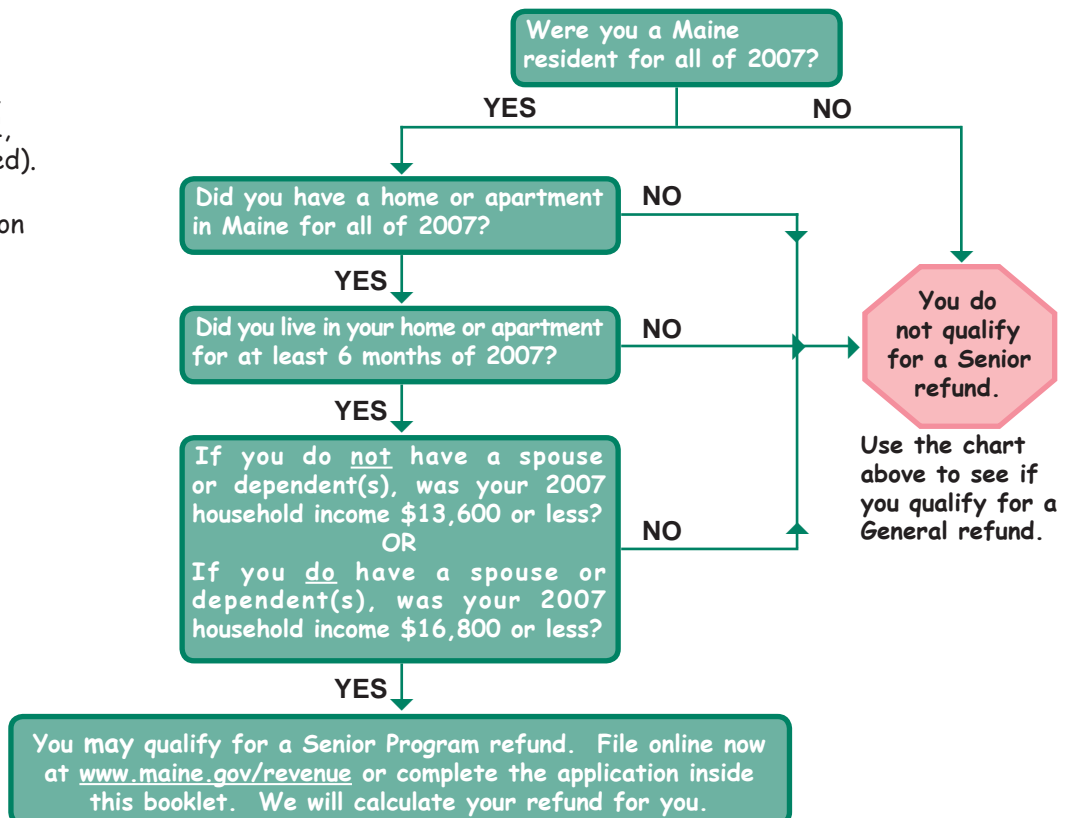 Were you a Maine
resident for all of 2007?
YES
NO
ed).
on
Did you have a home or apartment
in Maine for all of 2007?
NO
YES
Did you live in your home or apartment
for at least 6 months of 2007?
NO
YES
You do
not qualify
for a Senior
refund.
Use the chart
above to see if
you qualify for a
General refund.
If you do not have a spouse
or dependent(s), was your 2007
household income $13,600 or less?
OR
If you do have a spouse or
dependent(s), was your 2007
household income $16,800 or less?
NO
YES
You may qualify for a Senior Program refund. File online now
at www.maine.gov/revenue or complete the application inside
this booklet. We will calculate your refund for you.